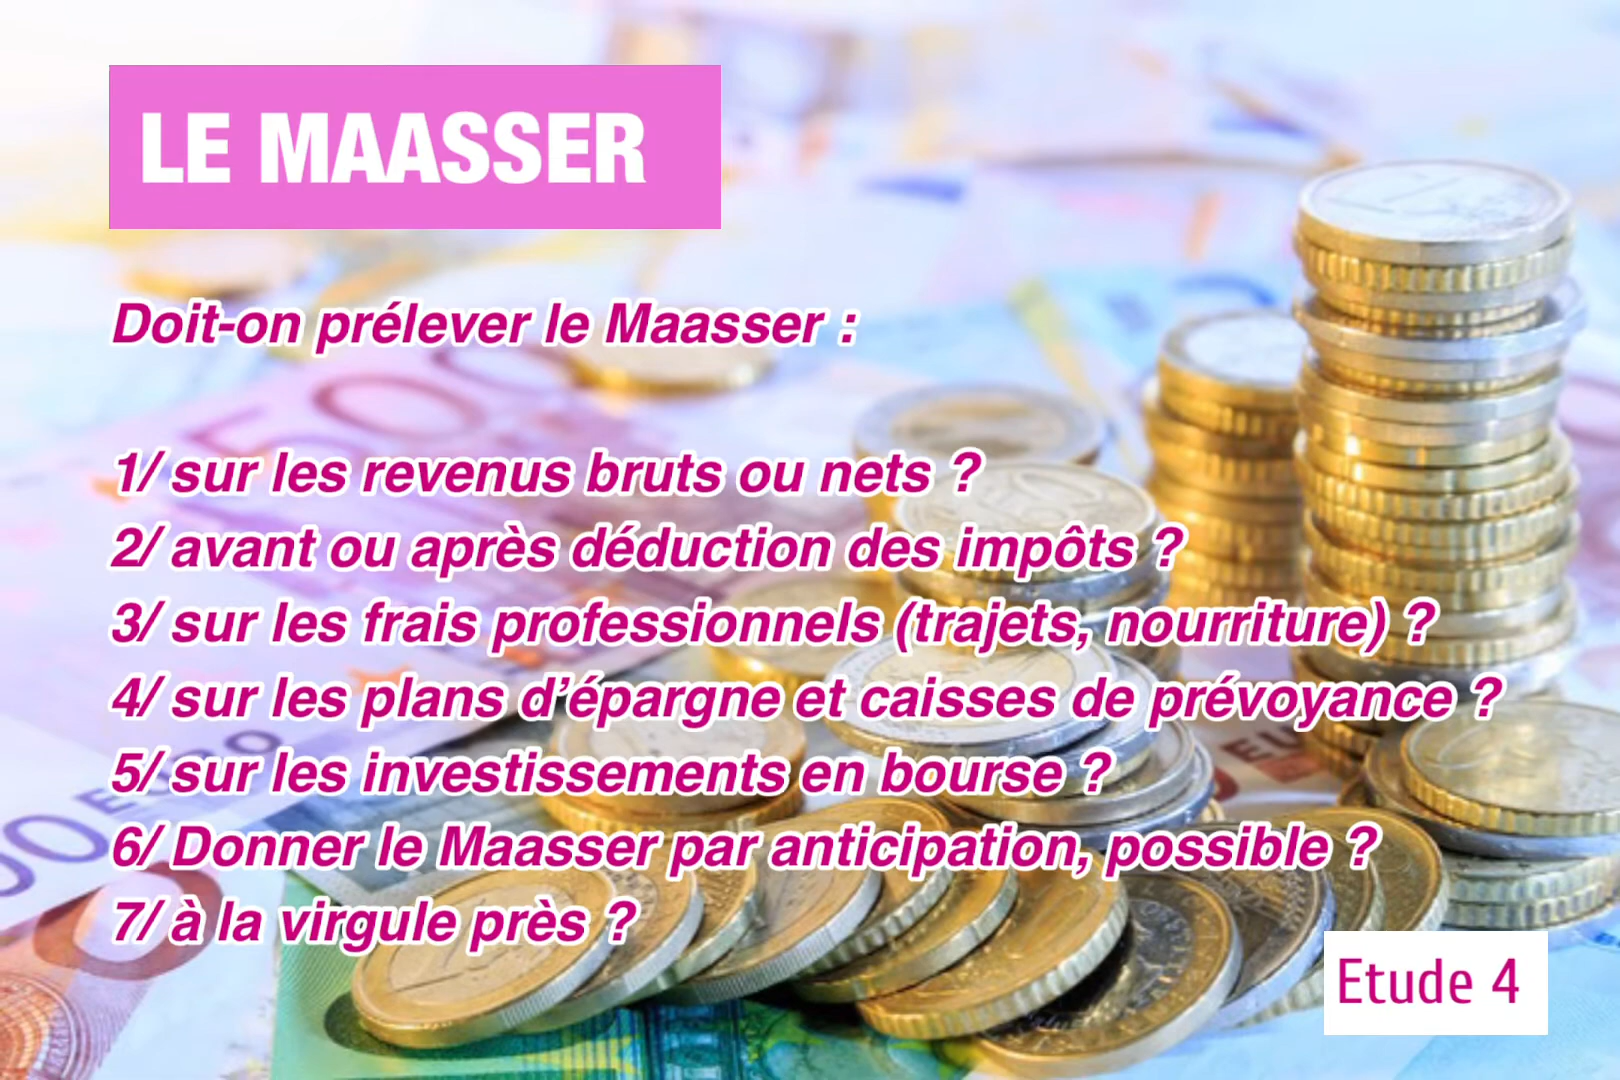 LE MAASSER
Doit-on prélever le Maasser :
1/ sur les revenus bruts ou nets ?
2/ avant ou après déduction des impôts ?
3/ sur les frais professionnels (trajets, nourriture) ?
4/ sur les plans d’épargne et caisses de prévoyance ?
5/ sur les investissements en bourse ?
6/ Donner le Maasser par anticipation, possible ?
7/ à la virgule près ?
Etude 4